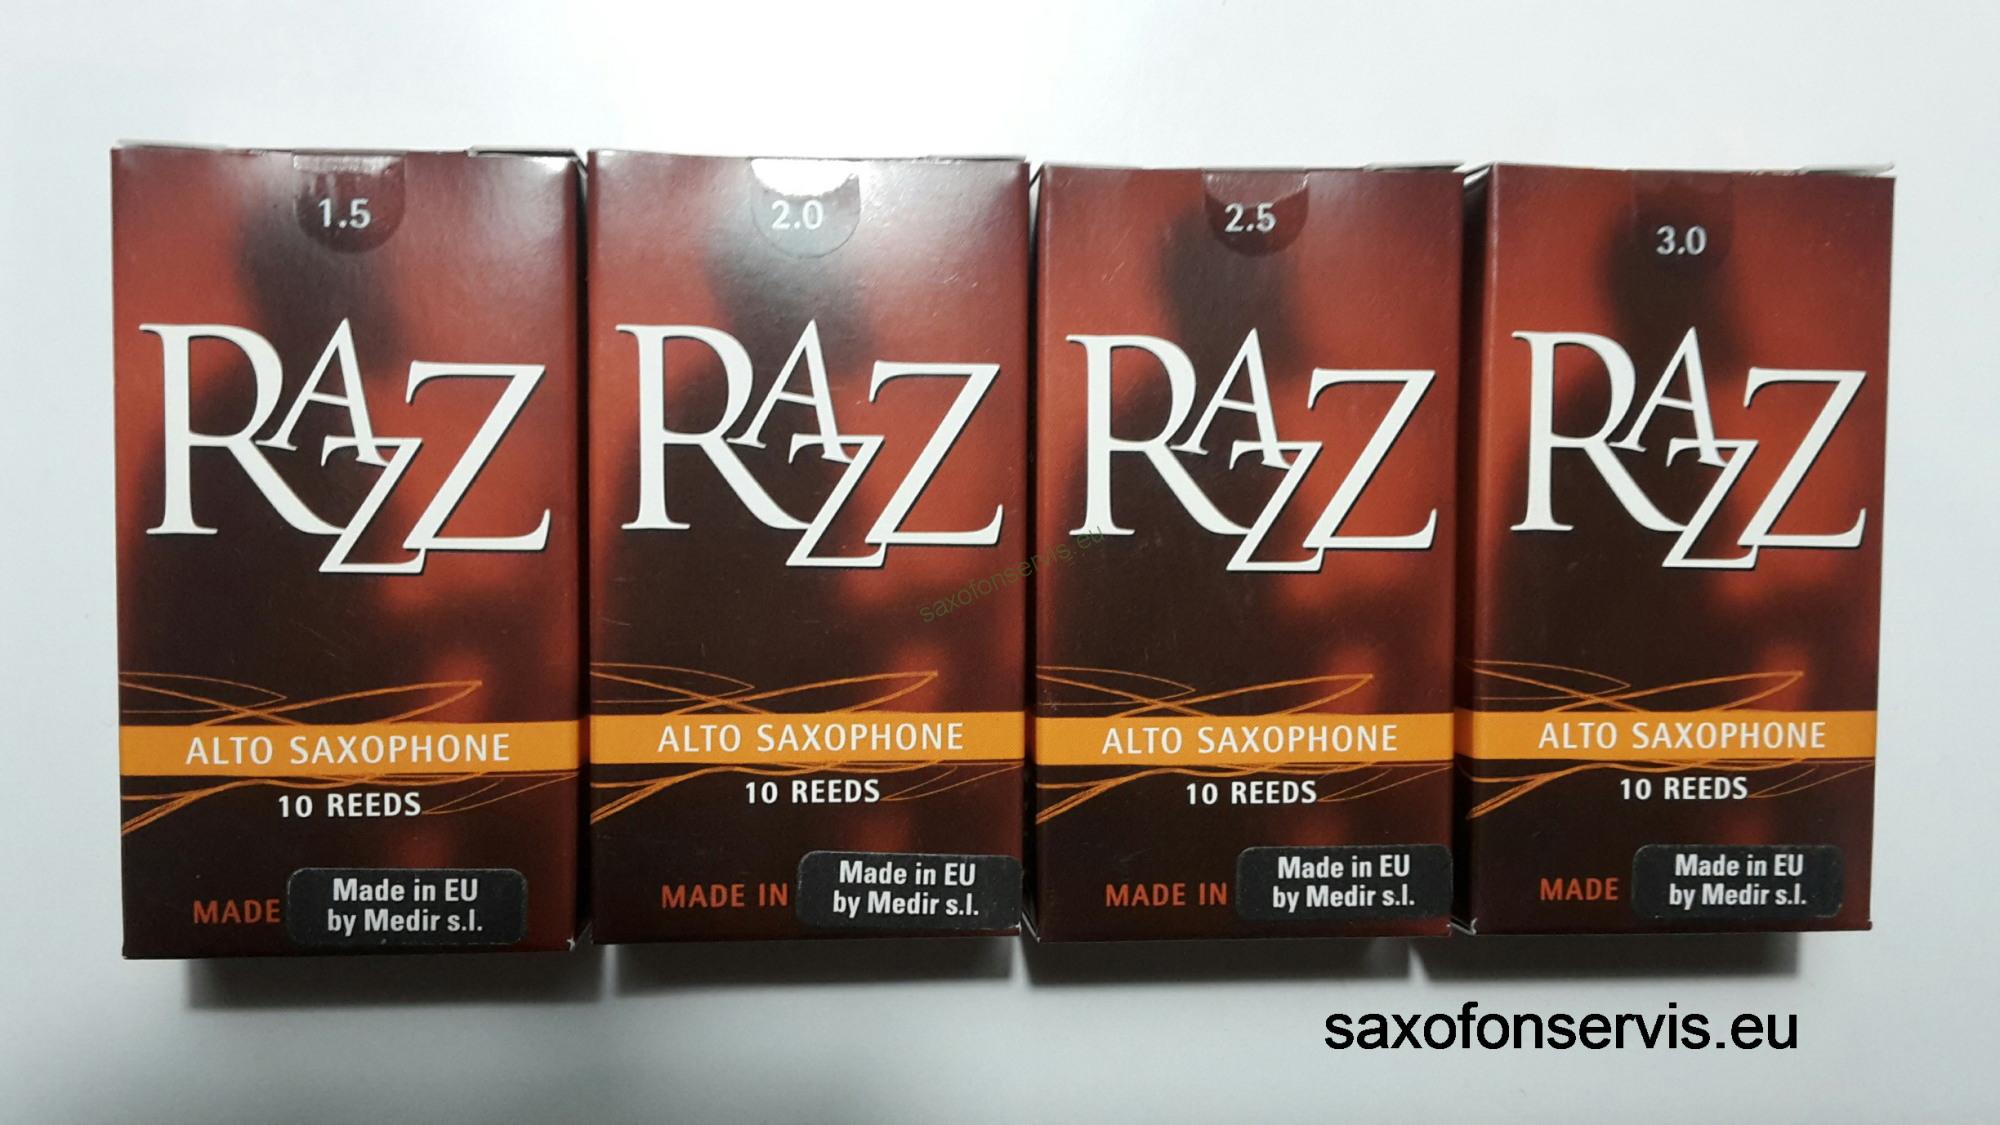 1.5
RAZZ
ALTO SAXOPHONE
10 REEDS
MADE
Made in EU
by Medir s.l.
2.0
RAZZ
ALTO SAXOPHONE
10 REEDS
MADE IN
Made in EU
by Medir s.l.
2.5
RAZZ
ALTO SAXOPHONE
10 REEDS
MADE IN
Made in EU
by Medir s.l.
3.0
RAZZ
ALTO SAXOPHONE
10 REEDS
MADE
Made in EU
by Medir s.l.
saxofonservis.eu
saxofonservis.eu